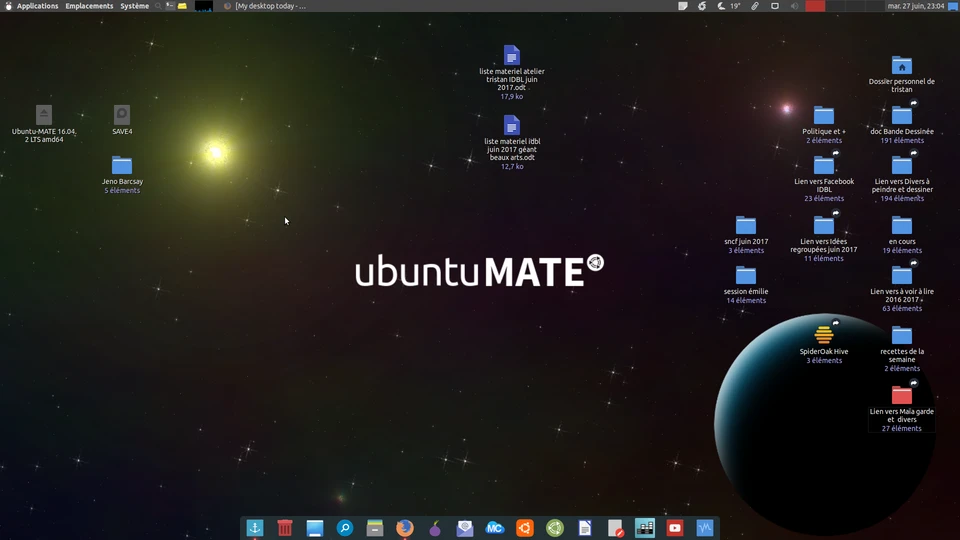 Applications Emplacements Système
[My desktop today - ...
19°
mar. 27 juin, 23:04
liste materiel atelier
tristan IDBL juin
2017.odt
17,9 ko
liste materiel idbl
juin 2017 géant
beaux arts.odt
12,7 ko
Ubuntu-MATE 16.04.
2 LTS amd64
SAVE4
Jeno Barcsay
5 éléments
ubuntu MATE
Dossier personnel de
tristan
Politique et +
2 éléments
doc Bande Dessinée
191 éléments
Lien vers Facebook
IDBL
23 éléments
Lien vers Divers à
peindre et dessiner
194 éléments
sncf juin 2017
3 éléments
Lien vers Idées
regroupées juin 2017
11 éléments
en cours
19 éléments
session émilie
14 éléments
Lien vers à voir à lire
2016 2017 +
63 éléments
SpiderOak Hive
3 éléments
recettes de la
semaine
2 éléments
Lien vers Maïa garde
et divers
27 éléments
MC